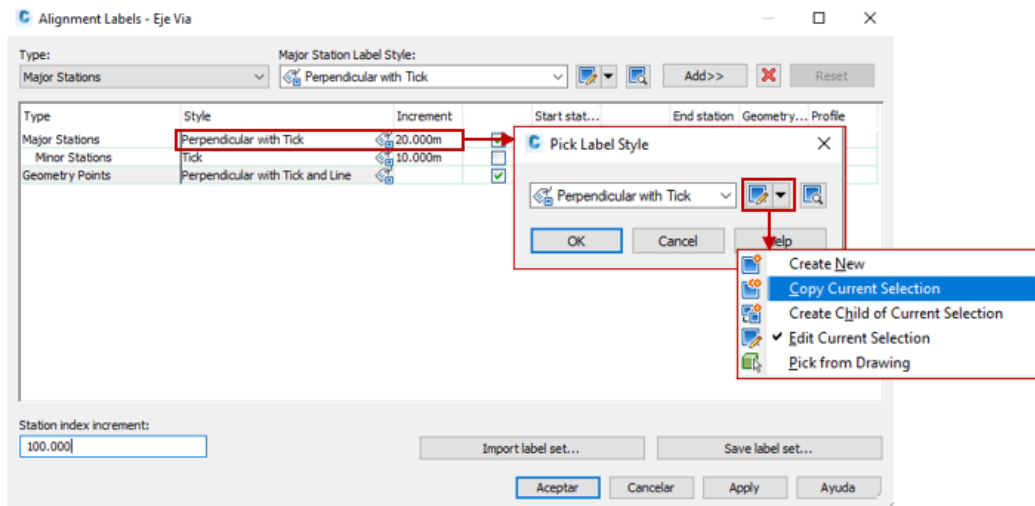 Alignment Labels - Eje Via
Type:
Major Station Label Style:
Major Stations
Perpendicular with Tick
Add>>
Reset
Type Style Increment Start stat... End station Geometry... Profile
Major Stations Perpendicular with Tick 20.000m
Minor Stations Tick 10.000m
Geometry Points Perpendicular with Tick and Line
Pick Label Style
Perpendicular with Tick
OK Cancel
Create New
Copy Current Selection
Create Child of Current Selection
Edit Current Selection
Pick from Drawing
Station index increment:
100.000
Import label set...
Save label set...
Aceptar Cancelar Apply Ayuda